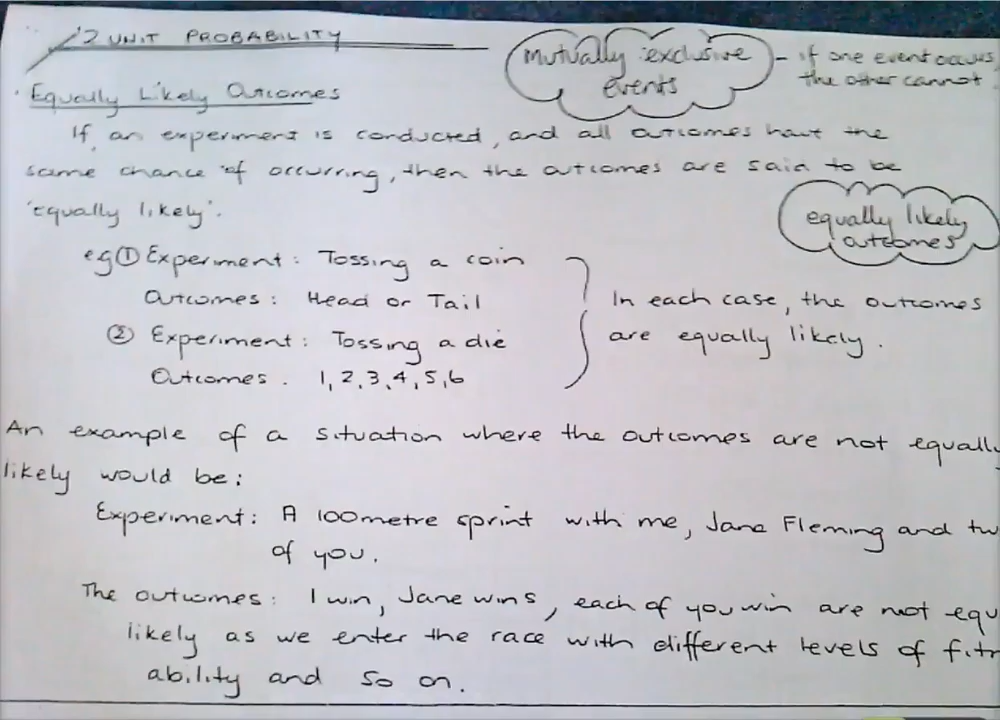 2 UNIT PROBABILITY
Mutually exclusive events
- if one event occurs, the other cannot
Equally Likely Outcomes
If an experiment is conducted, and all outcomes have the
same chance of occurring, then the outcomes are said to be
'equally likely'.
equally likely outcomes
eg ① Experiment: Tossing a coin
Outcomes: Head or Tail
② Experiment: Tossing a die
Outcomes. 1, 2, 3, 4, 5, 6
In each case, the outcomes
are equally likely.
An example of a situation where the outcomes are not equally
likely would be:
Experiment: A 100metre sprint with me, Jane Fleming and tw
of you.
The outcomes: I win, Jane wins, each of you win are not equ
likely as we enter the race with different levels of fitn
ability and so on.